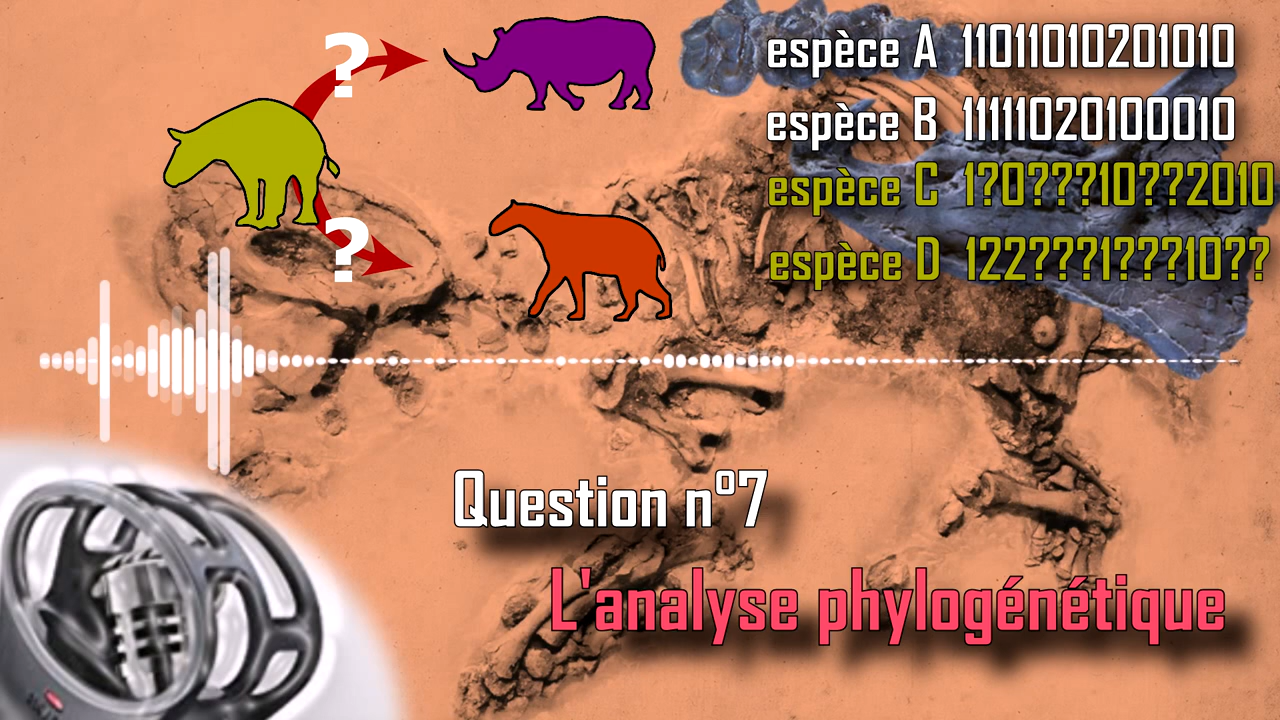 ?
?
espèce A 11011010201010
espèce B 11111020100010
espèce C 1?0???10??2010
espèce D 122???1???10??
Question n°7
L'analyse phylogénétique